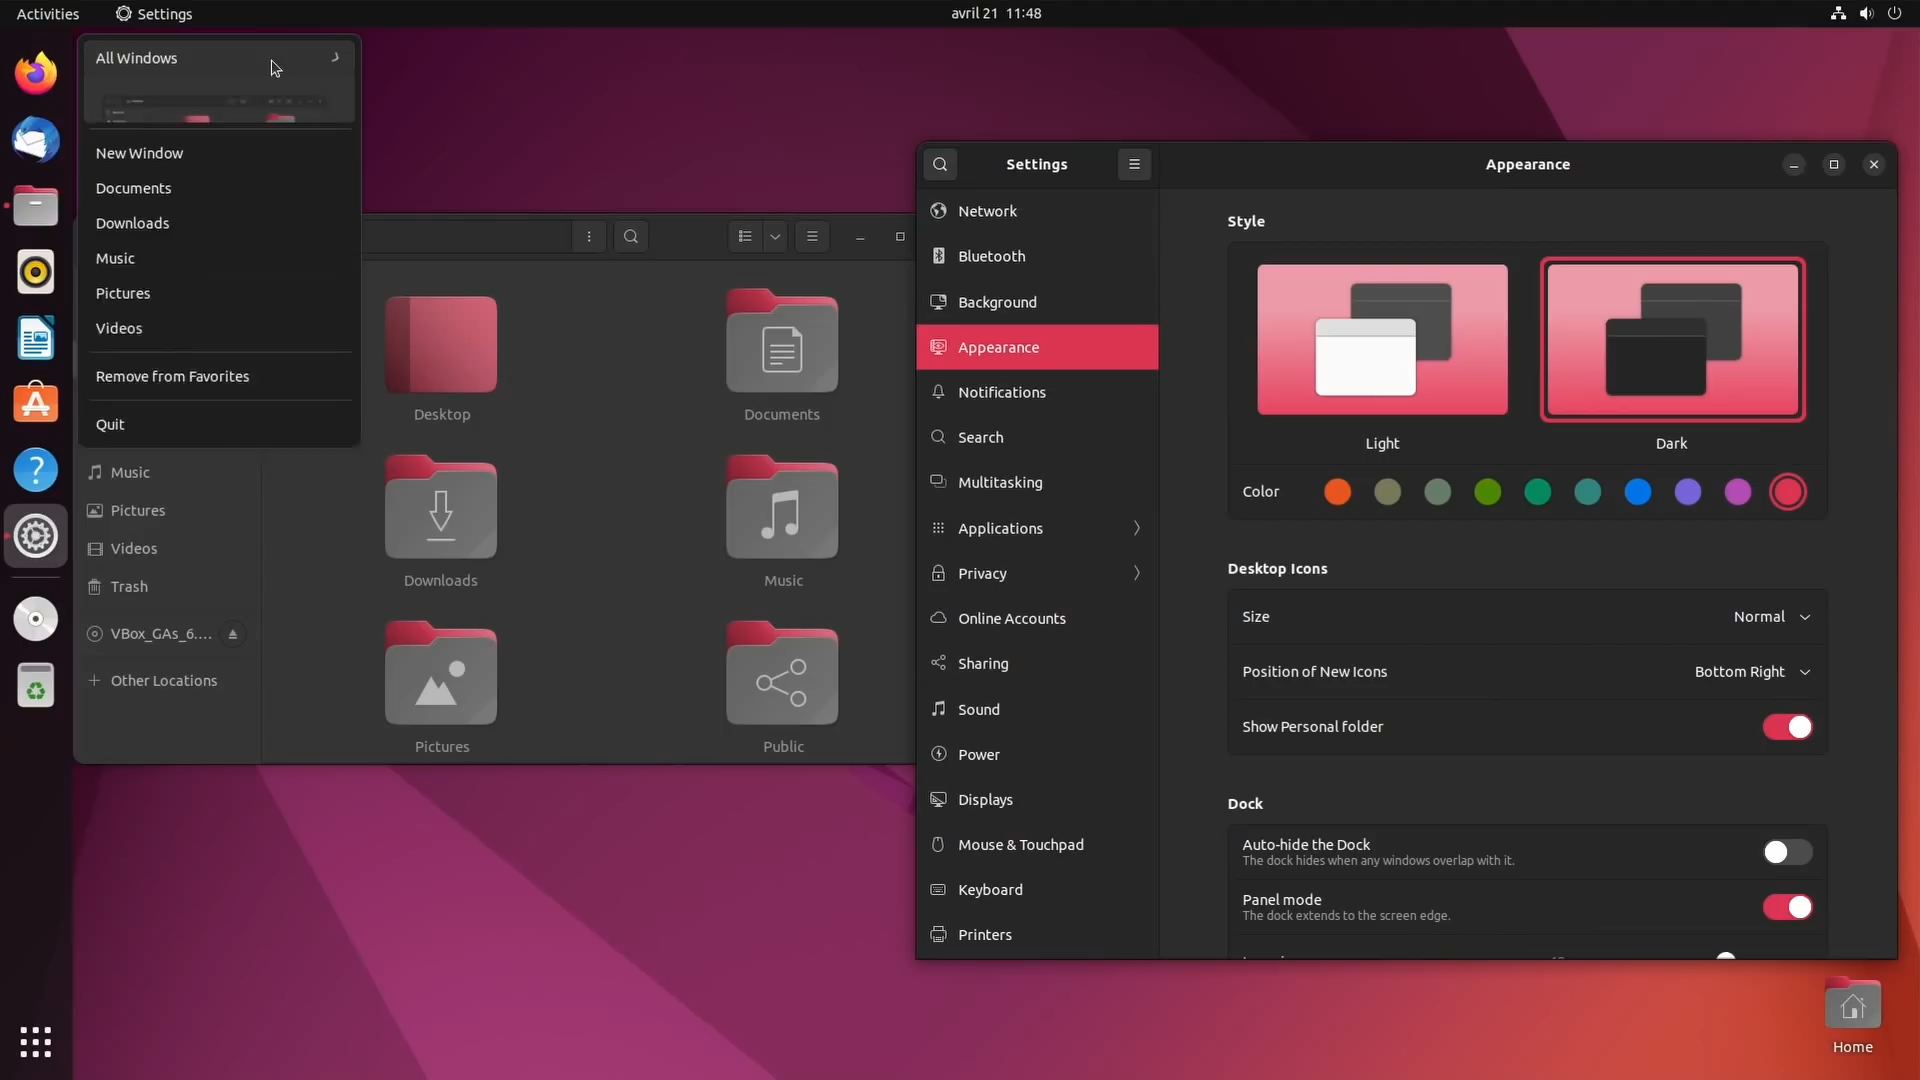 Activities
Settings
avril 21 11:48
All Windows
New Window
Documents
Downloads
Music
Pictures
Videos
Remove from Favorites
Quit
Music
Pictures
Videos
Trash
VBox_GAs_6....
Other Locations
Desktop
Documents
Downloads
Music
Pictures
Public
Settings
Network
Bluetooth
Background
Appearance
Notifications
Search
Multitasking
Applications
Privacy
Online Accounts
Sharing
Sound
Power
Displays
Mouse & Touchpad
Keyboard
Printers
Appearance
Style
Light
Dark
Color
Desktop Icons
Size
Normal
Position of New Icons
Bottom Right
Show Personal folder
Dock
Auto-hide the Dock
The dock hides when any windows overlap with it.
Panel mode
The dock extends to the screen edge.
Home